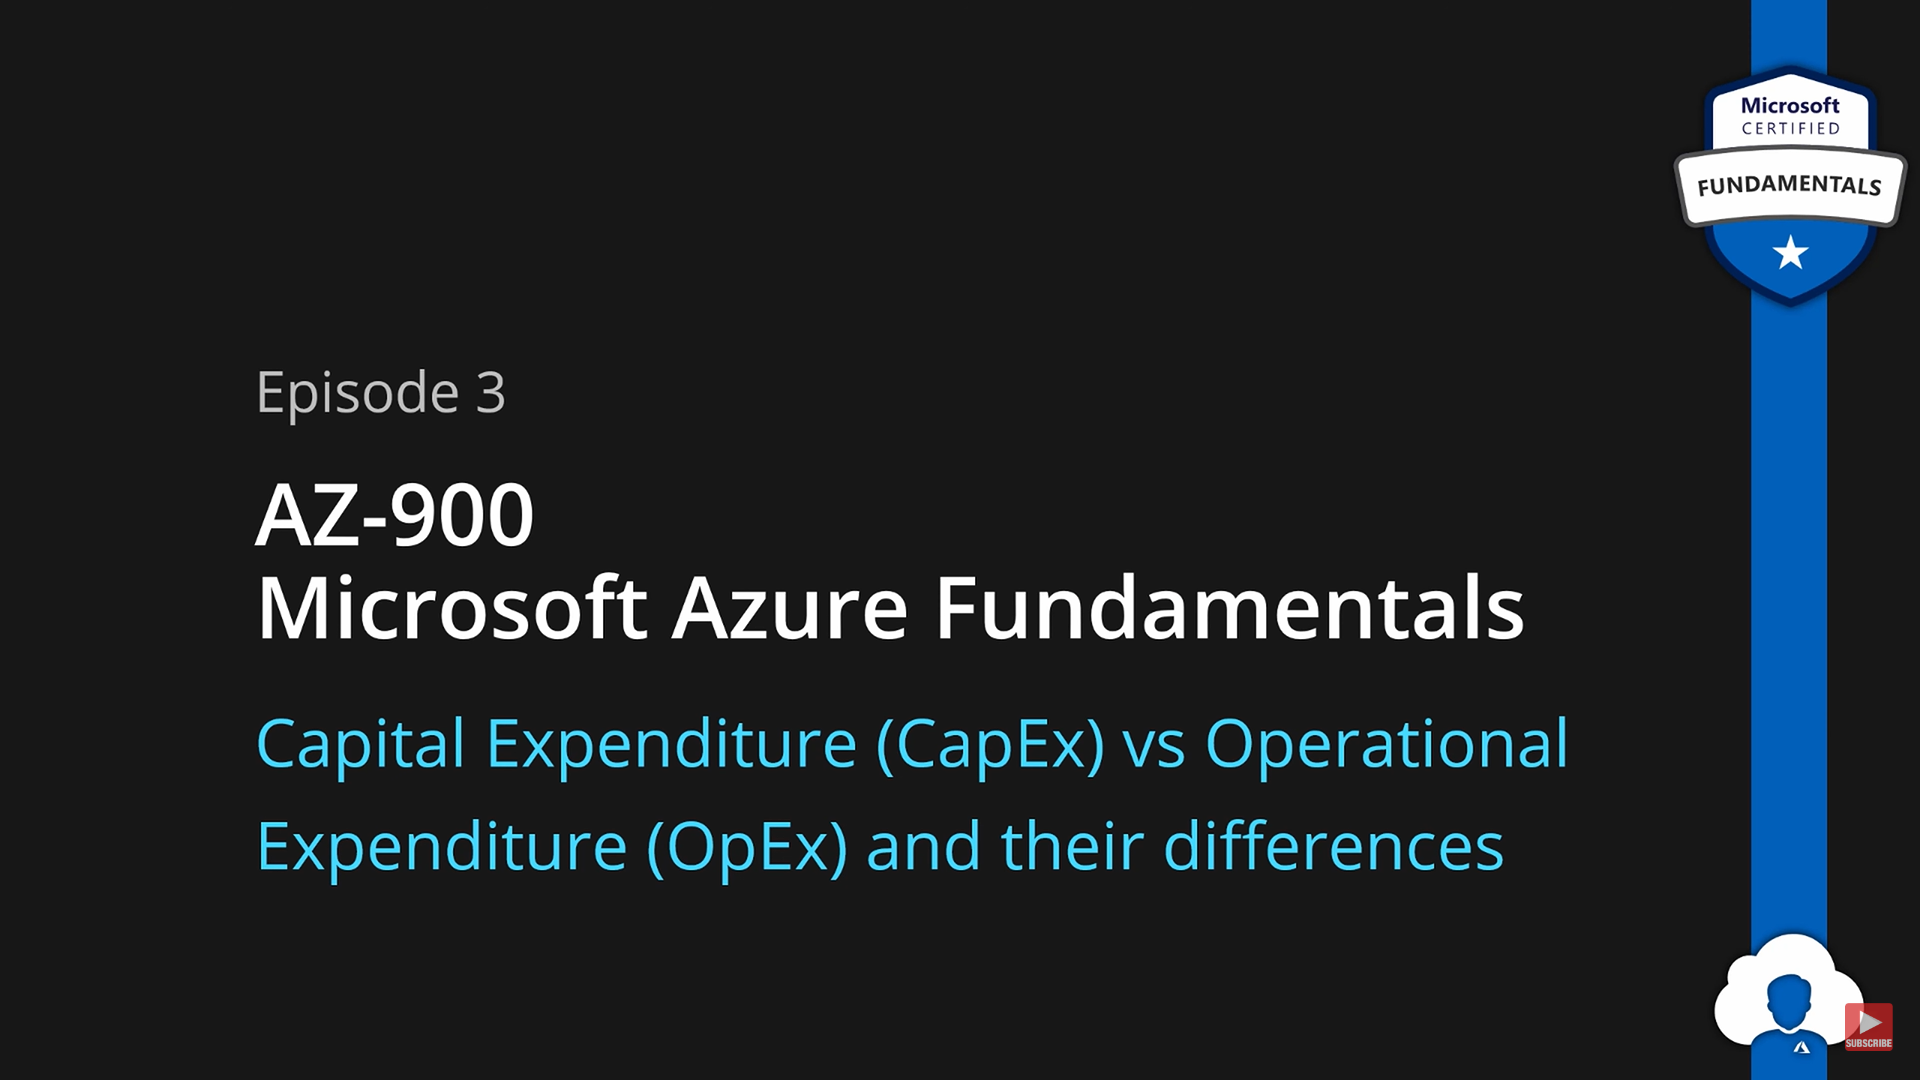 Microsoft
CERTIFIED
FUNDAMENTALS
Episode 3
AZ-900
Microsoft Azure Fundamentals
Capital Expenditure (CapEx) vs Operational
Expenditure (OpEx) and their differences
SUBSCRIBE